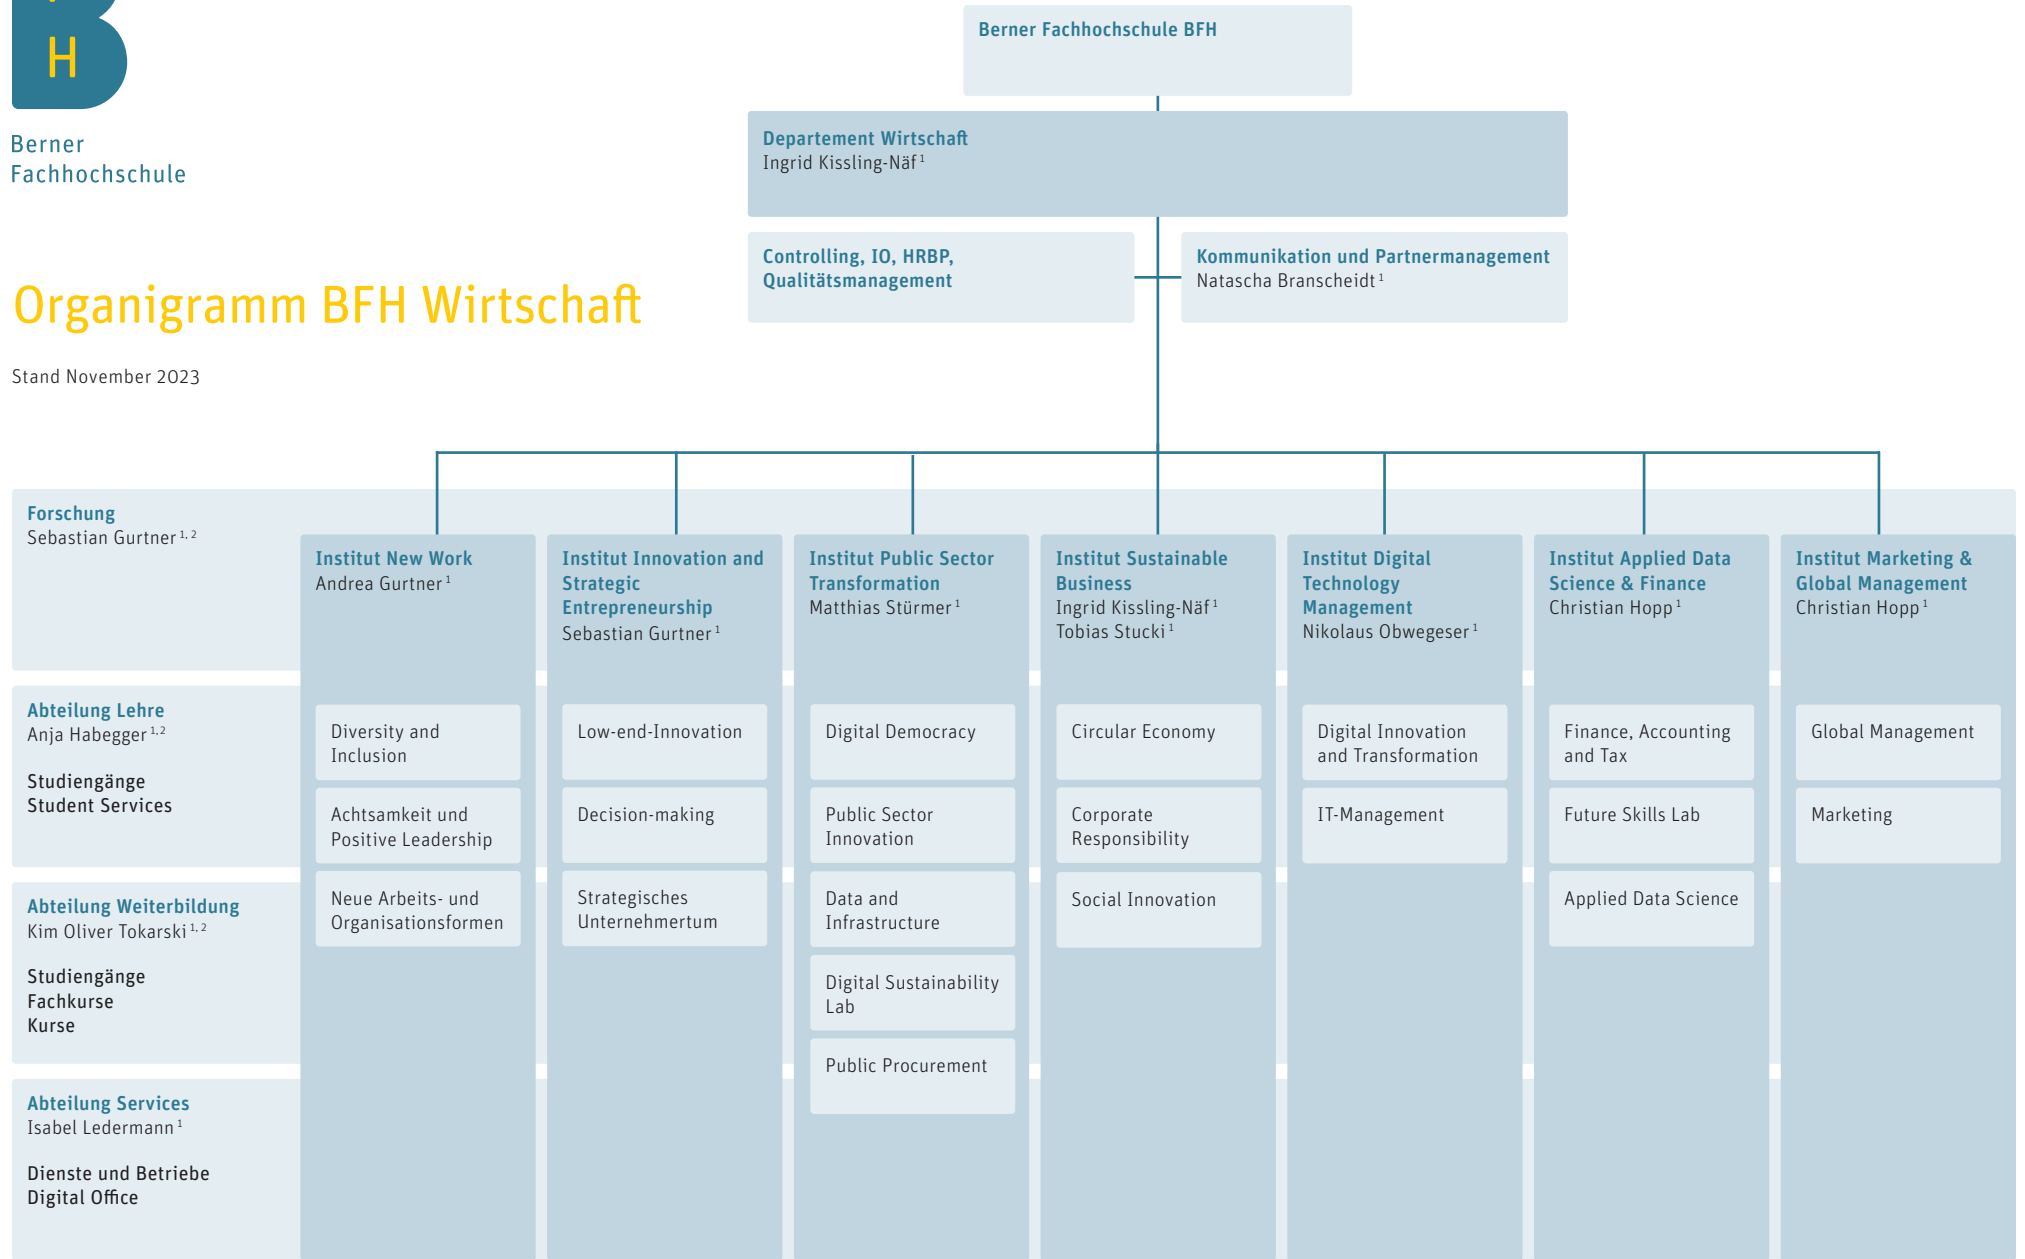 H
Berner
Fachhochschule
Organigramm BFH Wirtschaft
Stand November 2023
Berner Fachhochschule BFH
Departement Wirtschaft
Ingrid Kissling-Näf ¹
Controlling, IO, HRBP,
Qualitätsmanagement
Kommunikation und Partnermanagement
Natascha Branscheidt ¹
Forschung
Sebastian Gurtner ¹, ²
Abteilung Lehre
Anja Habegger ¹,²
Studiengänge
Student Services
Abteilung Weiterbildung
Kim Oliver Tokarski ¹, ²
Studiengänge
Fachkurse
Kurse
Abteilung Services
Isabel Ledermann ¹
Dienste und Betriebe
Digital Office
Institut New Work
Andrea Gurtner ¹
Diversity and
Inclusion
Achtsamkeit und
Positive Leadership
Neue Arbeits- und
Organisationsformen
Institut Innovation and
Strategic
Entrepreneurship
Sebastian Gurtner ¹
Low-end-Innovation
Decision-making
Strategisches
Unternehmertum
Institut Public Sector
Transformation
Matthias Stürmer ¹
Digital Democracy
Public Sector
Innovation
Data and
Infrastructure
Digital Sustainability
Lab
Public Procurement
Institut Sustainable
Business
Ingrid Kissling-Näf ¹
Tobias Stucki ¹
Circular Economy
Corporate
Responsibility
Social Innovation
Institut Digital
Technology
Management
Nikolaus Obwegeser ¹
Digital Innovation
and Transformation
IT-Management
Institut Applied Data
Science & Finance
Christian Hopp ¹
Finance, Accounting
and Tax
Future Skills Lab
Applied Data Science
Institut Marketing &
Global Management
Christian Hopp ¹
Global Management
Marketing